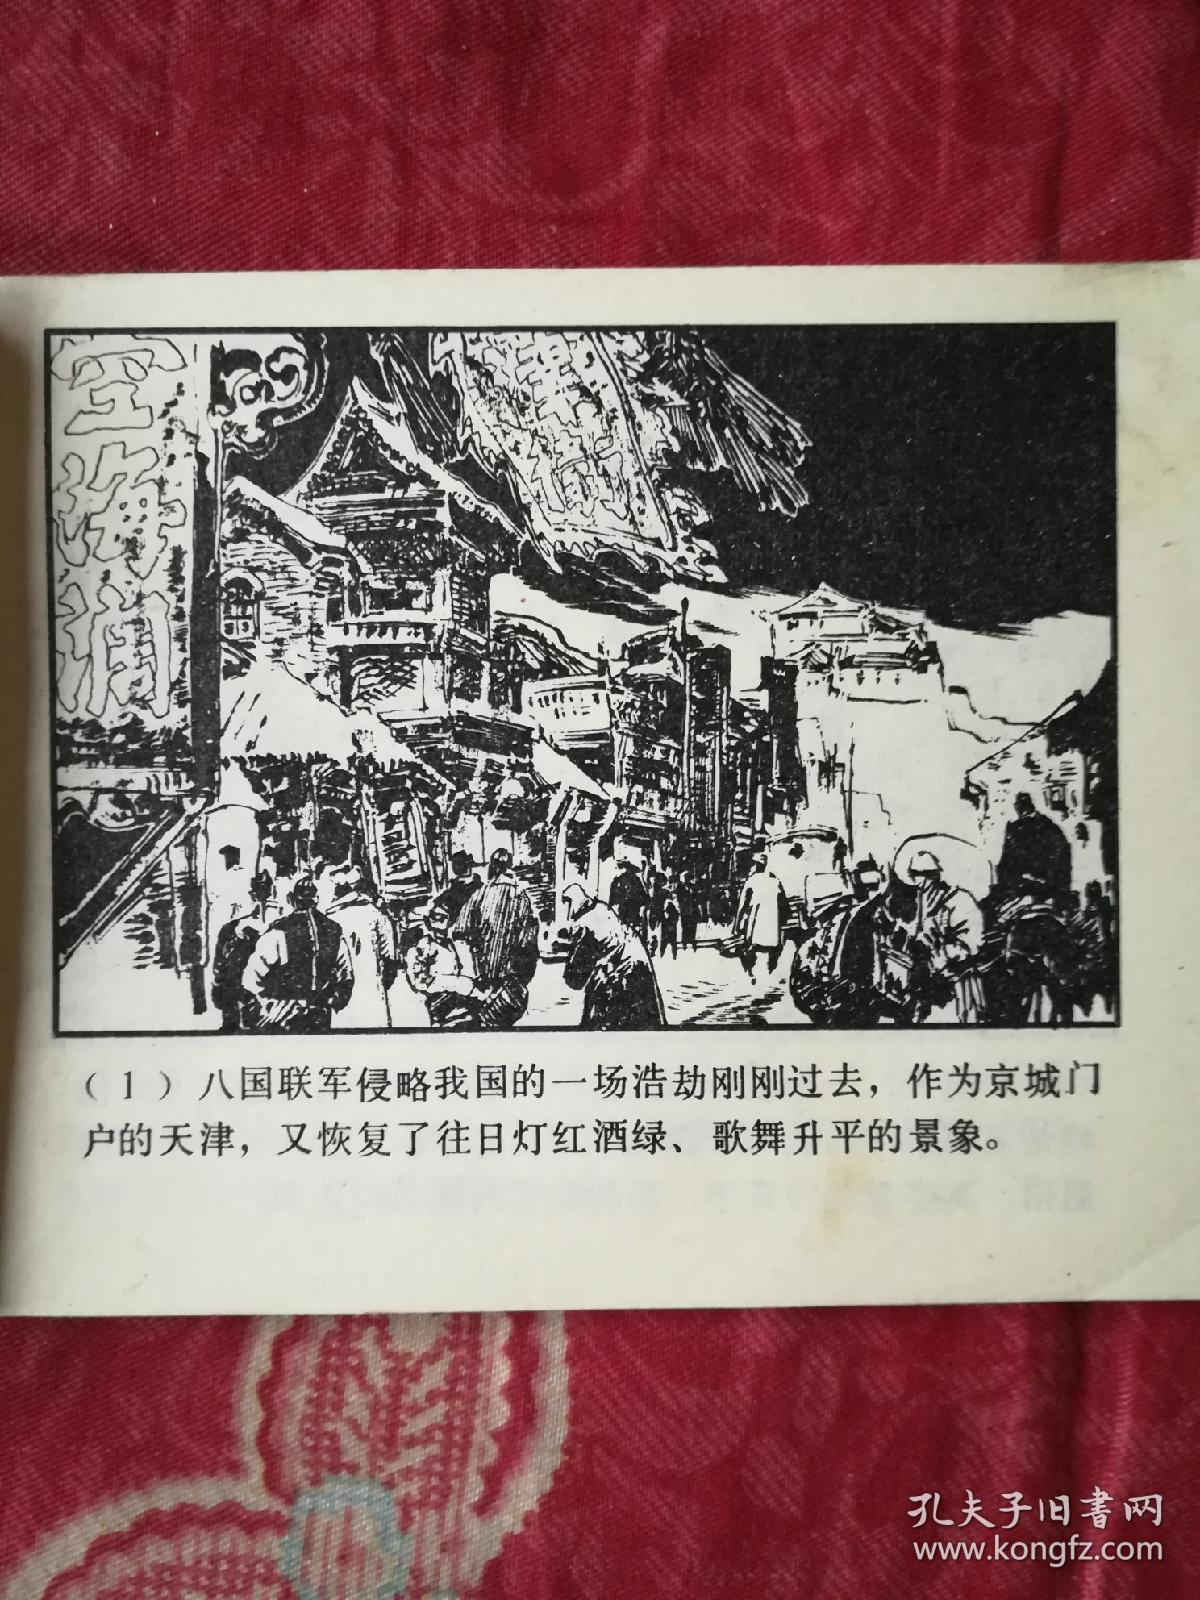 （1）八国联军侵略我国的一场浩劫刚刚过去，作为京城门
户的天津，又恢复了往日灯红酒绿、歌舞升平的景象。
孔夫子旧書网
www.kongfz.com